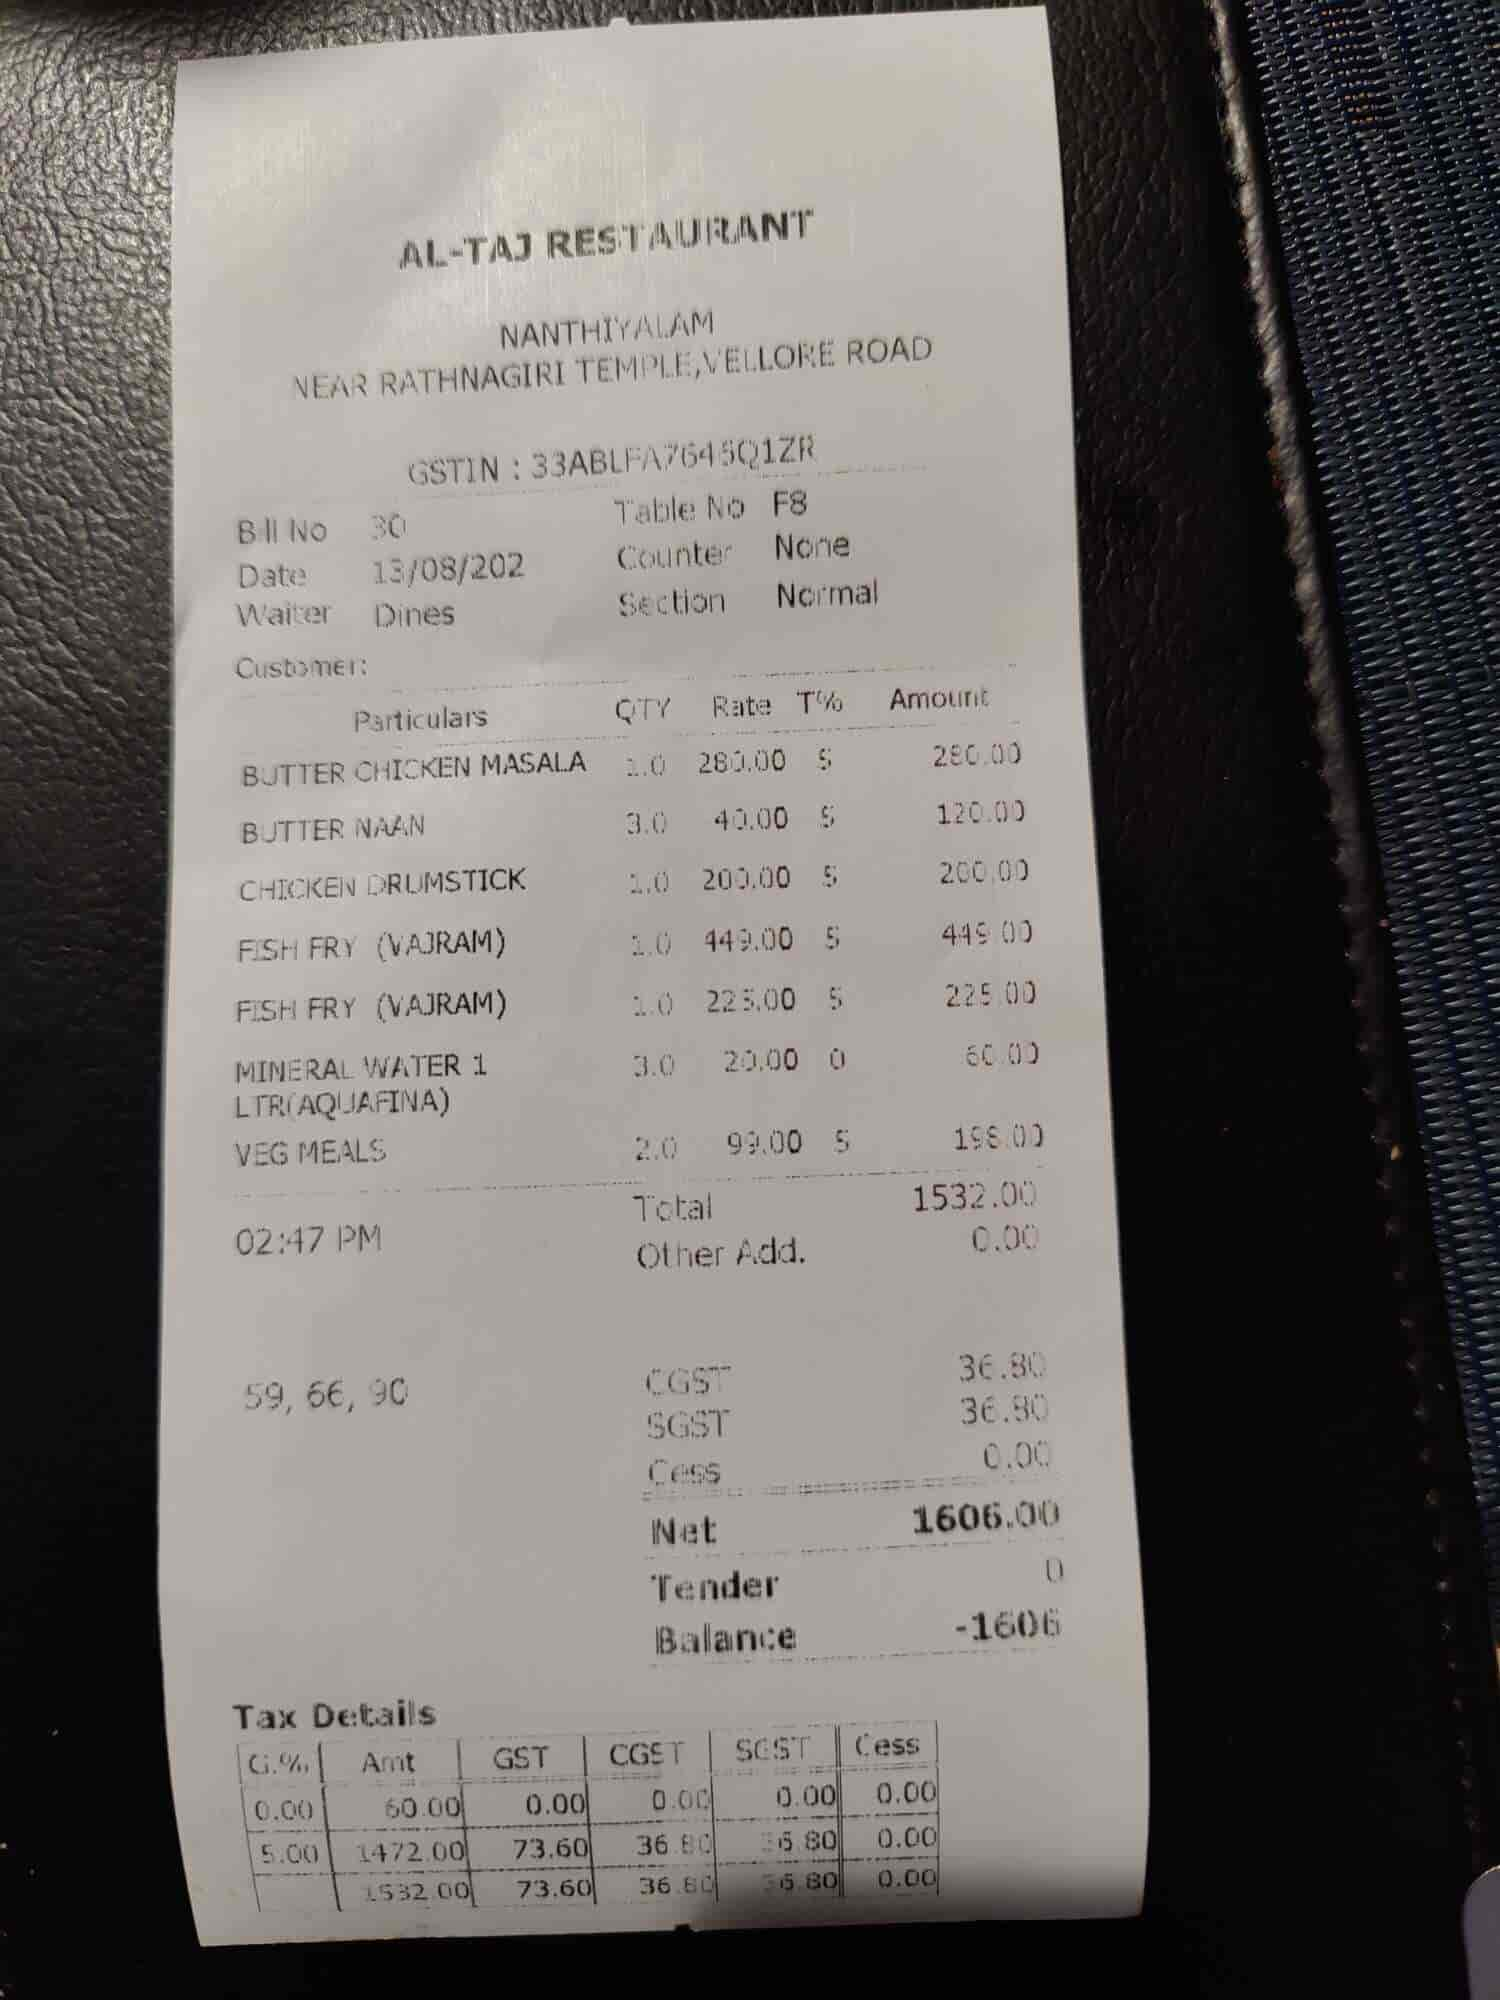 AL-TAJ RESTAURANT
NANTHIYALAM
NEAR RATHNAGIRI TEMPLE,VELLORE ROAD
GSTIN : 33ABLFA7646Q1ZR
Bill No 30 Table No F8
Date 13/08/202 Counter None
Waiter Dines Section Normal
Customer:
Particulars QTY Rate T% Amount
BUTTER CHICKEN MASALA 1.0 280.00 5 280.00
BUTTER NAAN 3.0 40.00 5 120.00
CHICKEN DRUMSTICK 1.0 200.00 5 200.00
FISH FRY (VAJRAM) 1.0 449.00 5 449.00
FISH FRY (VAJRAM) 1.0 225.00 5 225.00
MINERAL WATER 1 3.0 20.00 0 60.00
LTR(AQUAFINA)
VEG MEALS 2.0 99.00 5 198.00
Total 1532.00
02:47 PM Other Add. 0.00
59, 66, 90 CGST 36.80
SGST 36.80
Cess 0.00
Net 1606.00
Tender 0
Balance -1606
Tax Details
G.% Amt GST CGST SGST Cess
0.00 60.00 0.00 0.00 0.00 0.00
5.00 1472.00 73.60 36.80 36.80 0.00
1532.00 73.60 36.80 36.80 0.00